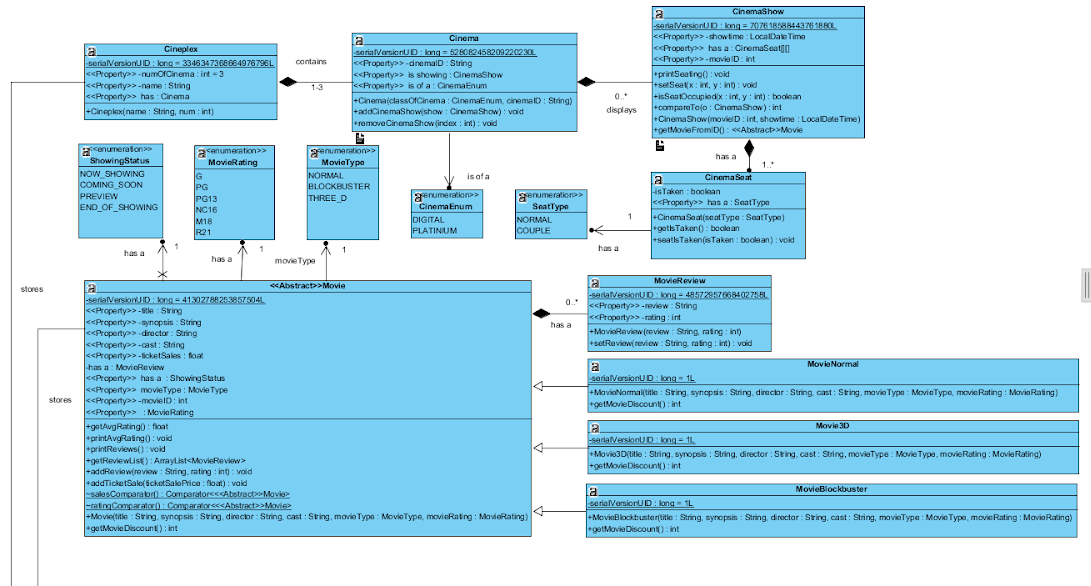 Cineplex
-serialVersionUID : long = 3346347368664976796L
<<Property>> -numOfCinema : int = 3
<<Property>> -name : String
<<Property>> has : Cinema
+Cineplex(name : String, num : int)
contains
1-3
Cinema
-serialVersionUID : long = 528082458209220230L
<<Property>> -cinemaID : String
<<Property>> is showing : CinemaShow
<<Property>> is of a : CinemaEnum
+Cinema(classOfCinema : CinemaEnum, cinemaID : String)
+addCinemaShow(show : CinemaShow) : void
+removeCinemaShow(index : int) : void
0..*
displays
CinemaShow
-serialVersionUID : long = 707618588443761880L
<<Property>> -showtime : LocalDateTime
<<Property>> has a : CinemaSeat[][]
<<Property>> -movieID : int
+printSeating() : void
+setSeat(x : int, y : int) : void
+isSeatOccupied(x : int, y : int) : boolean
+compareTo(o : CinemaShow) : int
+CinemaShow(movieID : int, showtime : LocalDateTime)
+getMovieFromID() : <<Abstract>>Movie
has a
1..*
<<enumeration>>
ShowingStatus
NOW_SHOWING
COMING_SOON
PREVIEW
END_OF_SHOWING
<<enumeration>>
MovieRating
G
PG
PG13
NC16
M18
R21
<<enumeration>>
MovieType
NORMAL
BLOCKBUSTER
THREE_D
is of a
<<enumeration>>
CinemaEnum
DIGITAL
PLATINIUM
<<enumeration>>
SeatType
NORMAL
COUPLE
1
has a
CinemaSeat
-isTaken : boolean
<<Property>> has a : SeatType
+CinemaSeat(seatType : SeatType)
+getIsTaken() : boolean
+seatIsTaken(isTaken : boolean) : void
has a
1
has a
1
movieType
1
stores
stores
<<Abstract>>Movie
-serialVersionUID : long = 41302788253857504L
<<Property>> -title : String
<<Property>> -synopsis : String
<<Property>> -director : String
<<Property>> -cast : String
<<Property>> -ticketSales : float
-has a : MovieReview
<<Property>> has a : ShowingStatus
<<Property>> movieType : MovieType
<<Property>> -movieID : int
<<Property>> : MovieRating
+getAvgRating() : float
+printAvgRating() : void
+printReviews() : void
+getReviewList() : ArrayList<MovieReview>
+addReview(review : String, rating : int) : void
+addTicketSale(ticketSalePrice : float) : void
~salesComparator() : Comparator<<<Abstract>>Movie>
~ratingComparator() : Comparator<<<Abstract>>Movie>
+Movie(title : String, synopsis : String, director : String, cast : String, movieType : MovieType, movieRating : MovieRating)
+getMovieDiscount() : int
0..*
has a
MovieReview
-serialVersionUID : long = 48572957668402758L
<<Property>> -review : String
<<Property>> -rating : int
+MovieReview(review : String, rating : int)
+setReview(review : String, rating : int) : void
MovieNormal
-serialVersionUID : long = 1L
+MovieNormal(title : String, synopsis : String, director : String, cast : String, movieType : MovieType, movieRating : MovieRating)
+getMovieDiscount() : int
Movie3D
-serialVersionUID : long = 1L
+Movie3D(title : String, synopsis : String, director : String, cast : String, movieType : MovieType, movieRating : MovieRating)
+getMovieDiscount() : int
MovieBlockbuster
-serialVersionUID : long = 1L
+MovieBlockbuster(title : String, synopsis : String, director : String, cast : String, movieType : MovieType, movieRating : MovieRating)
+getMovieDiscount() : int